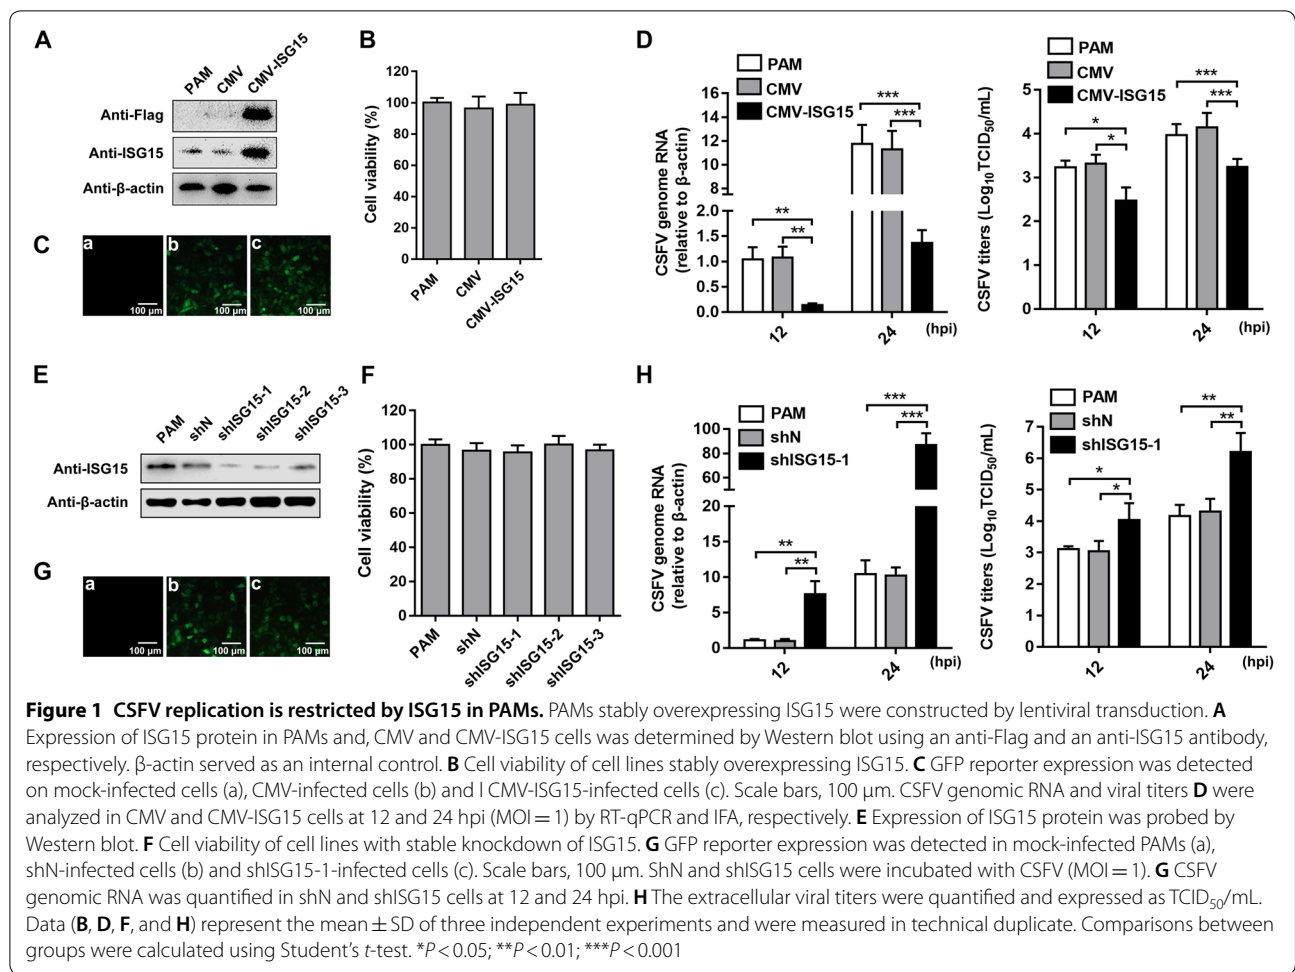 A
PAM
CMV
CMV-ISG15
Anti-Flag
Anti-ISG15
Anti-β-actin
B
Cell viability (%)
120
100
80
60
40
20
0
PAM
CMV
CMV-ISG15
C
a
100 μm
b
100 μm
c
100 μm
D
PAM
CMV
CMV-ISG15
CSFV genome RNA
(relative to β-actin)
16
14
12
10
8
2.0
1.5
1.0
0.5
0.0
**
**
***
***
12
24
(hpi)
PAM
CMV
CMV-ISG15
CSFV titers (Log10TCID50/mL)
5
4
3
2
1
0
*
*
***
***
12
24
(hpi)
E
PAM
shN
shISG15-1
shISG15-2
shISG15-3
Anti-ISG15
Anti-β-actin
F
Cell viability (%)
120
100
80
60
40
20
0
PAM
shN
shISG15-1
shISG15-2
shISG15-3
G
a
100 μm
b
100 μm
c
100 μm
H
PAM
shN
shISG15-1
CSFV genome RNA
(relative to β-actin)
100
80
60
20
15
10
5
0
**
**
***
***
12
24
(hpi)
PAM
shN
shISG15-1
CSFV titers (Log10TCID50/mL)
7
6
5
4
3
2
1
0
*
*
**
**
12
24
(hpi)
Figure 1 CSFV replication is restricted by ISG15 in PAMs. PAMs stably overexpressing ISG15 were constructed by lentiviral transduction. A
Expression of ISG15 protein in PAMs and, CMV and CMV-ISG15 cells was determined by Western blot using an anti-Flag and an anti-ISG15 antibody,
respectively. β-actin served as an internal control. B Cell viability of cell lines stably overexpressing ISG15. C GFP reporter expression was detected
on mock-infected cells (a), CMV-infected cells (b) and l CMV-ISG15-infected cells (c). Scale bars, 100 μm. CSFV genomic RNA and viral titers D were
analyzed in CMV and CMV-ISG15 cells at 12 and 24 hpi (MOI = 1) by RT-qPCR and IFA, respectively. E Expression of ISG15 protein was probed by
Western blot. F Cell viability of cell lines with stable knockdown of ISG15. G GFP reporter expression was detected in mock-infected PAMs (a),
shN-infected cells (b) and shISG15-1-infected cells (c). Scale bars, 100 μm. ShN and shISG15 cells were incubated with CSFV (MOI = 1). G CSFV
genomic RNA was quantified in shN and shISG15 cells at 12 and 24 hpi. H The extracellular viral titers were quantified and expressed as TCID50/mL.
Data (B, D, F, and H) represent the mean ± SD of three independent experiments and were measured in technical duplicate. Comparisons between
groups were calculated using Student's t-test. *P < 0.05; **P < 0.01; ***P < 0.001